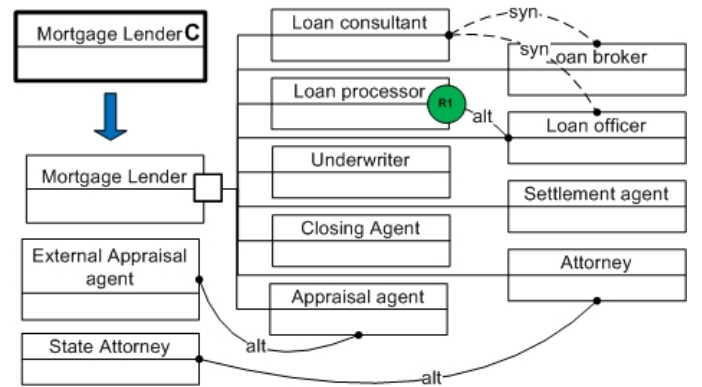 Mortgage Lender C
Loan consultant
syn
syn
oan broker
Loan processor
R1
alt
Loan officer
Mortgage Lender
Underwriter
Settlement agent
Closing Agent
External Appraisal
agent
Attorney
Appraisal agent
State Attorney
alt
alt